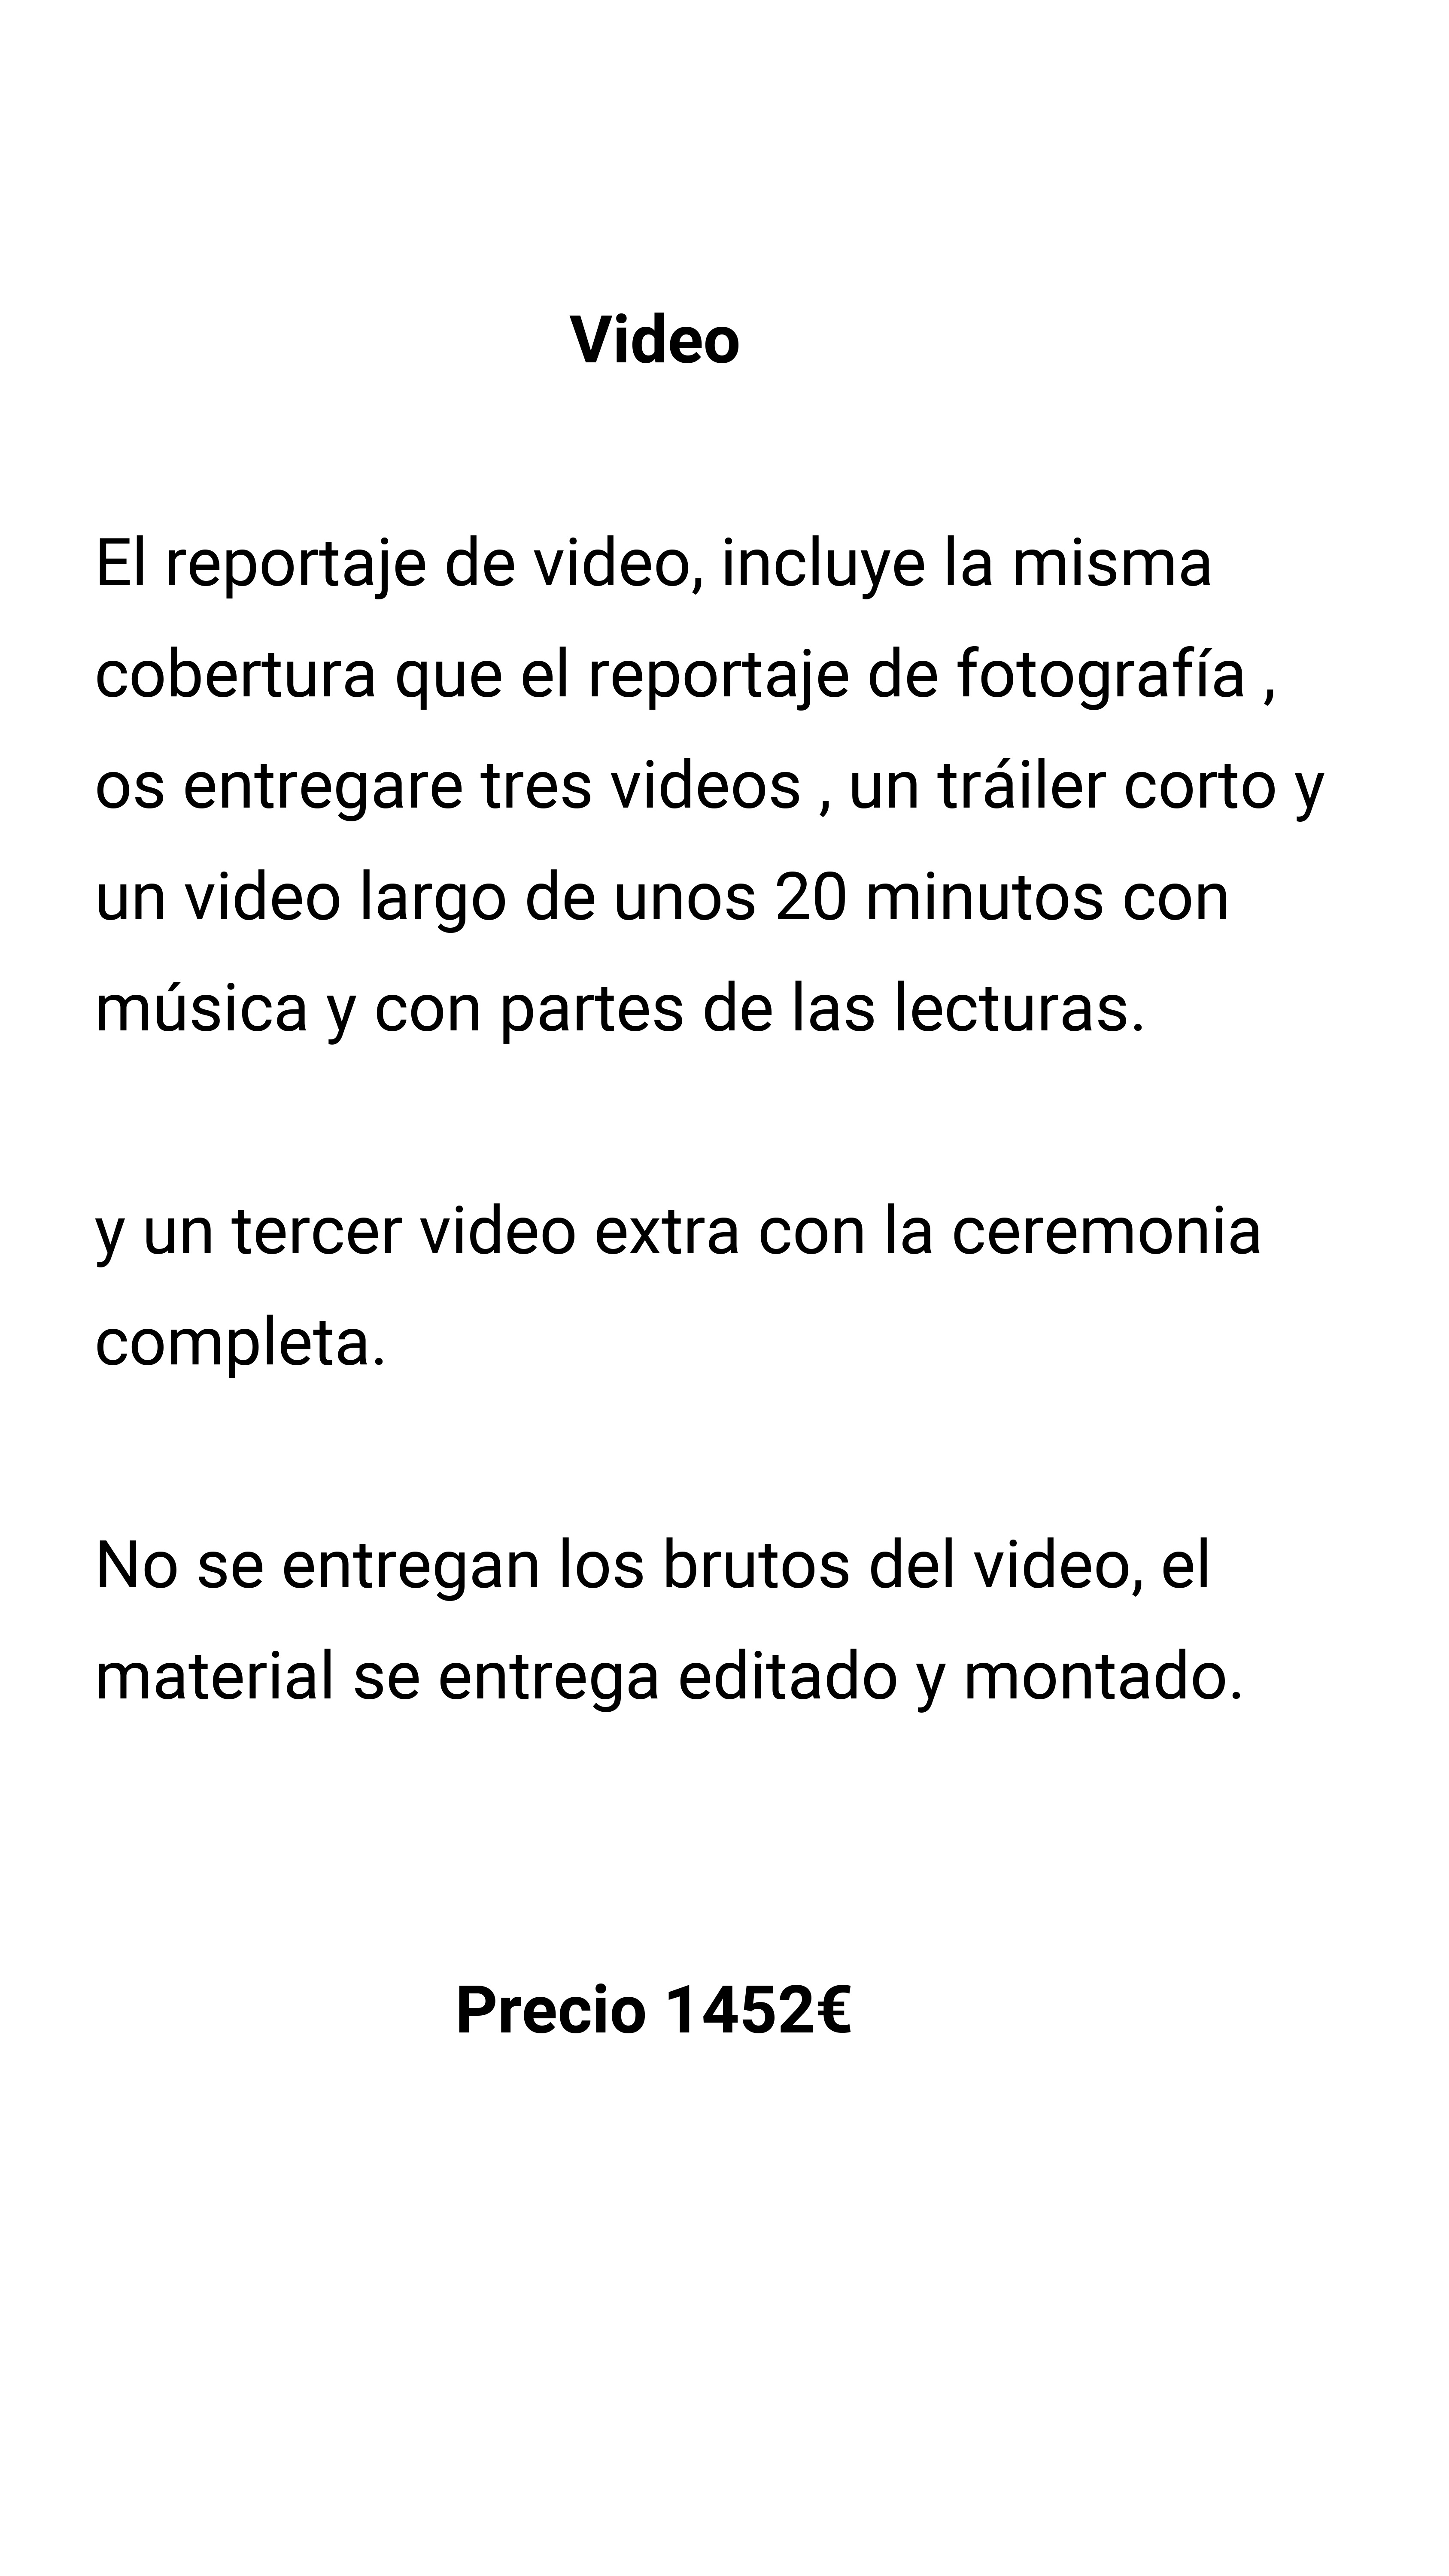 Video
El reportaje de video, incluye la misma
cobertura que el reportaje de fotografía ,
os entregare tres videos , un tráiler corto y
un video largo de unos 20 minutos con
música y con partes de las lecturas.
y un tercer video extra con la ceremonia
completa.
No se entregan los brutos del video, el
material se entrega editado y montado.
Precio 1452€